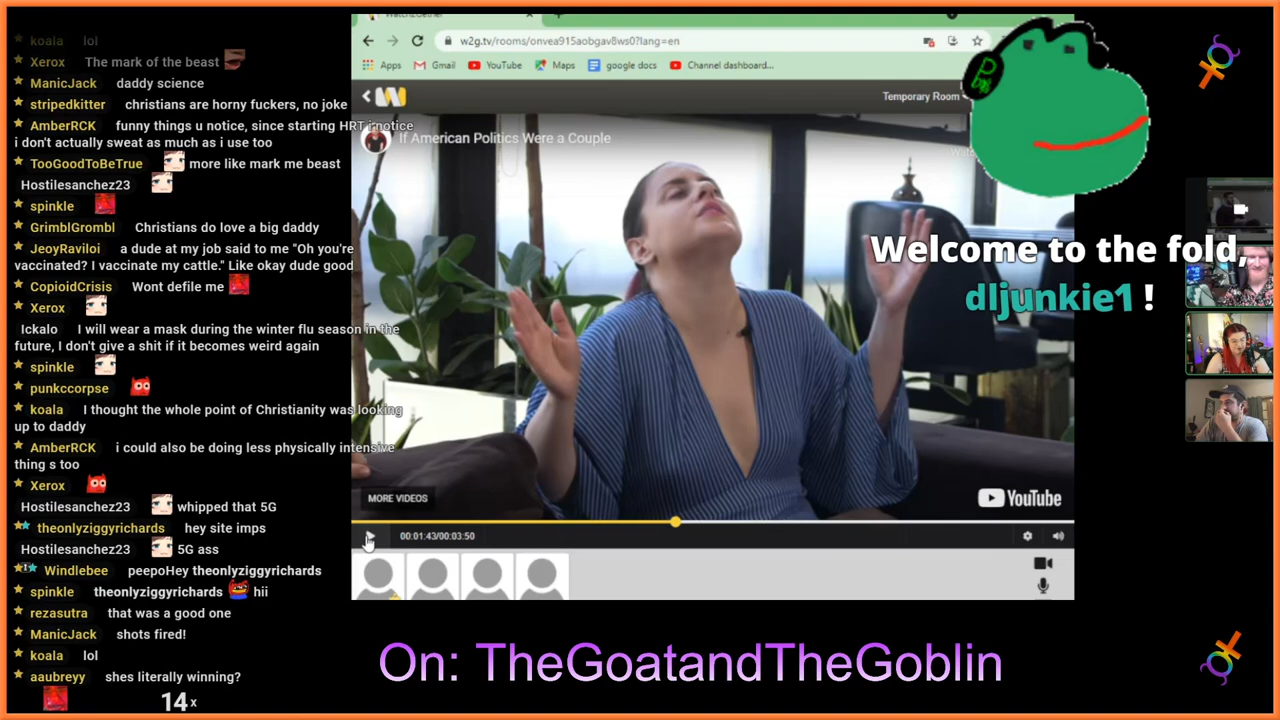 koala lol
Xerox The mark of the beast
ManicJack daddy science
stripedkitter christians are horny fuckers, no joke
AmberRCK funny things u notice, since starting HRT i notice
i don't actually sweat as much as i use too
TooGoodToBeTrue more like mark me beast
Hostilesanchez23
spinkle
GrimblGrombl Christians do love a big daddy
JeoyRaviloi a dude at my job said to me "Oh you're
vaccinated? I vaccinate my cattle." Like okay dude good
CopioidCrisis Wont defile me
Xerox
Ickalo I will wear a mask during the winter flu season in the
future, I don't give a shit if it becomes weird again
spinkle
punkccorpse
koala I thought the whole point of Christianity was looking
up to daddy
AmberRCK i could also be doing less physically intensive
thing s too
Xerox
Hostilesanchez23 whipped that 5G
theonlyziggyrichards hey site imps
Hostilesanchez23 5G ass
Windlebee peepoHey theonlyziggyrichards
spinkle theonlyziggyrichards hii
rezasutra that was a good one
ManicJack shots fired!
koala lol
aaubreyy shes literally winning?
14x
w2g.tv/rooms/onvea915aobgav8ws0?lang=en
Apps Gmail YouTube Maps google docs Channel dashboard...
Temporary Room
If American Politics Were a Couple
Welcome to the fold,
dljunkie1 !
MORE VIDEOS
YouTube
00:01:43/00:03:50
On: TheGoatandTheGoblin